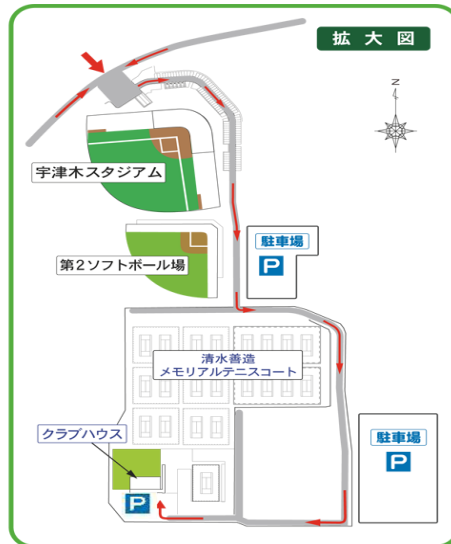 拡大図
N
宇津木スタジアム
駐車場
P
第2ソフトボール場
清水善造
メモリアルテニスコート
クラブハウス
駐車場
P
P